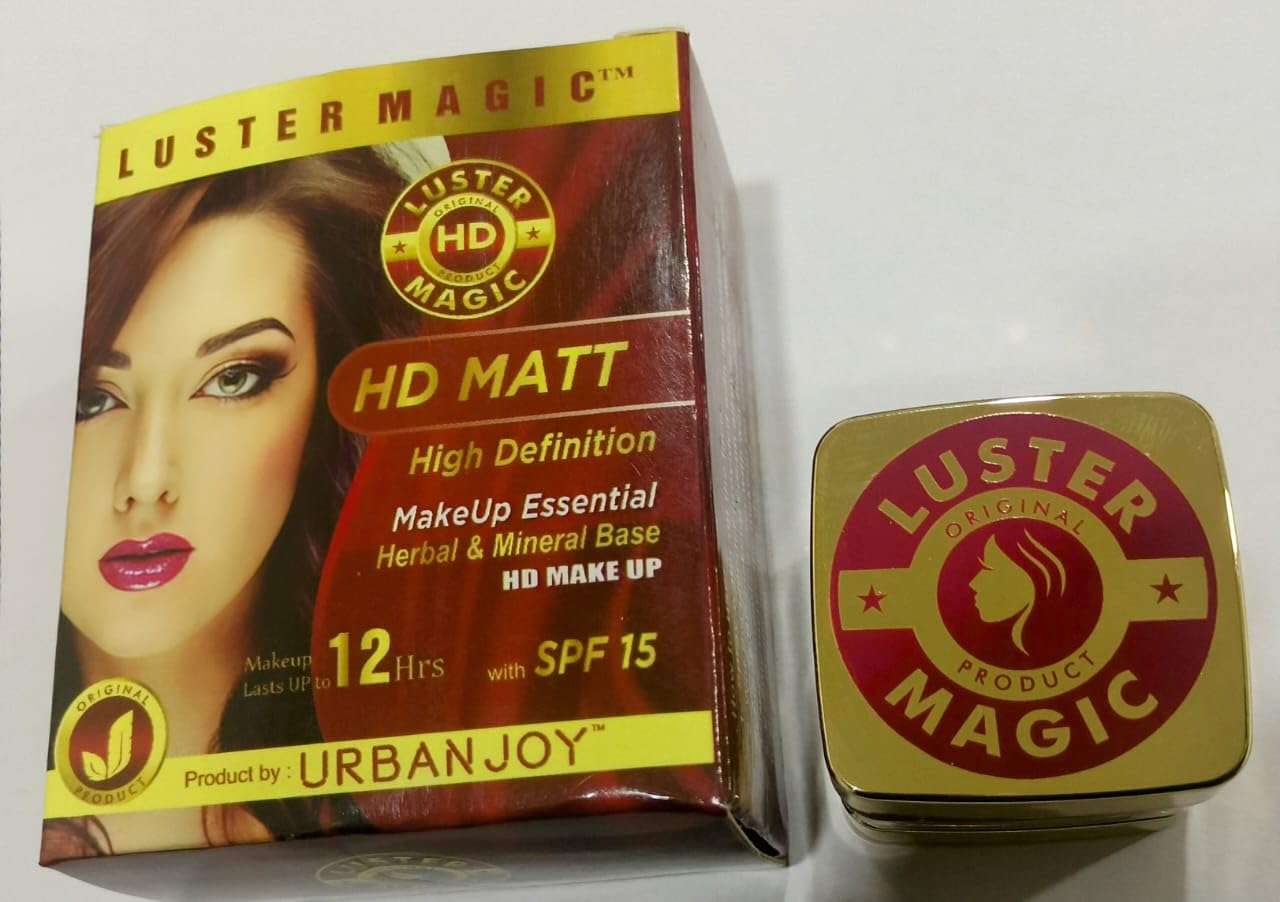 LUSTER MAGIC™
LUSTER
ORIGINAL
HD
PRODUCT
MAGIC
HD MATT
High Definition
MakeUp Essential
Herbal & Mineral Base
HD MAKE UP
Makeup
Lasts UP to 12 Hrs
with SPF 15
ORIGINAL
PRODUCT
Product by : URBANJOY™
LUSTER
LUSTER
ORIGINAL
PRODUCT
MAGIC